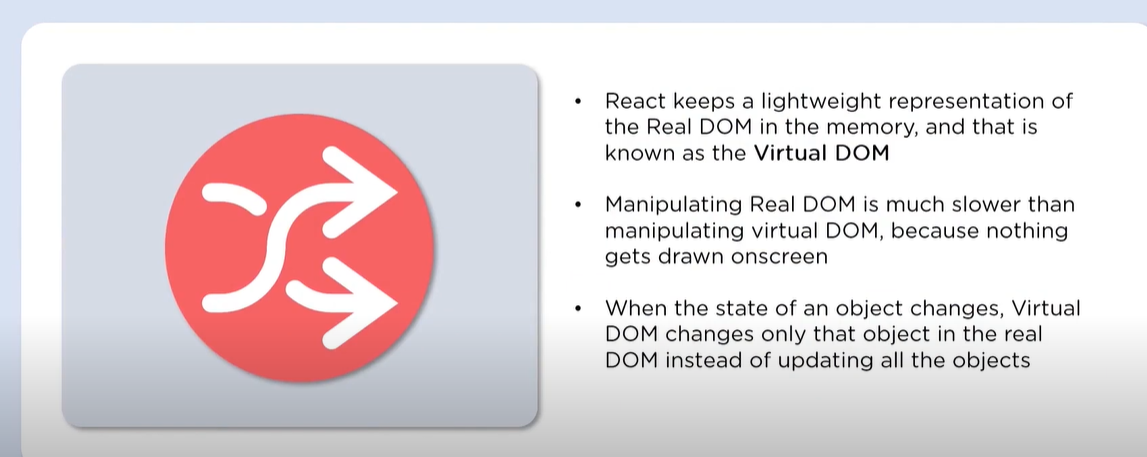 • React keeps a lightweight representation of
the Real DOM in the memory, and that is
known as the Virtual DOM
• Manipulating Real DOM is much slower than
manipulating virtual DOM, because nothing
gets drawn onscreen
• When the state of an object changes, Virtual
DOM changes only that object in the real
DOM instead of updating all the objects